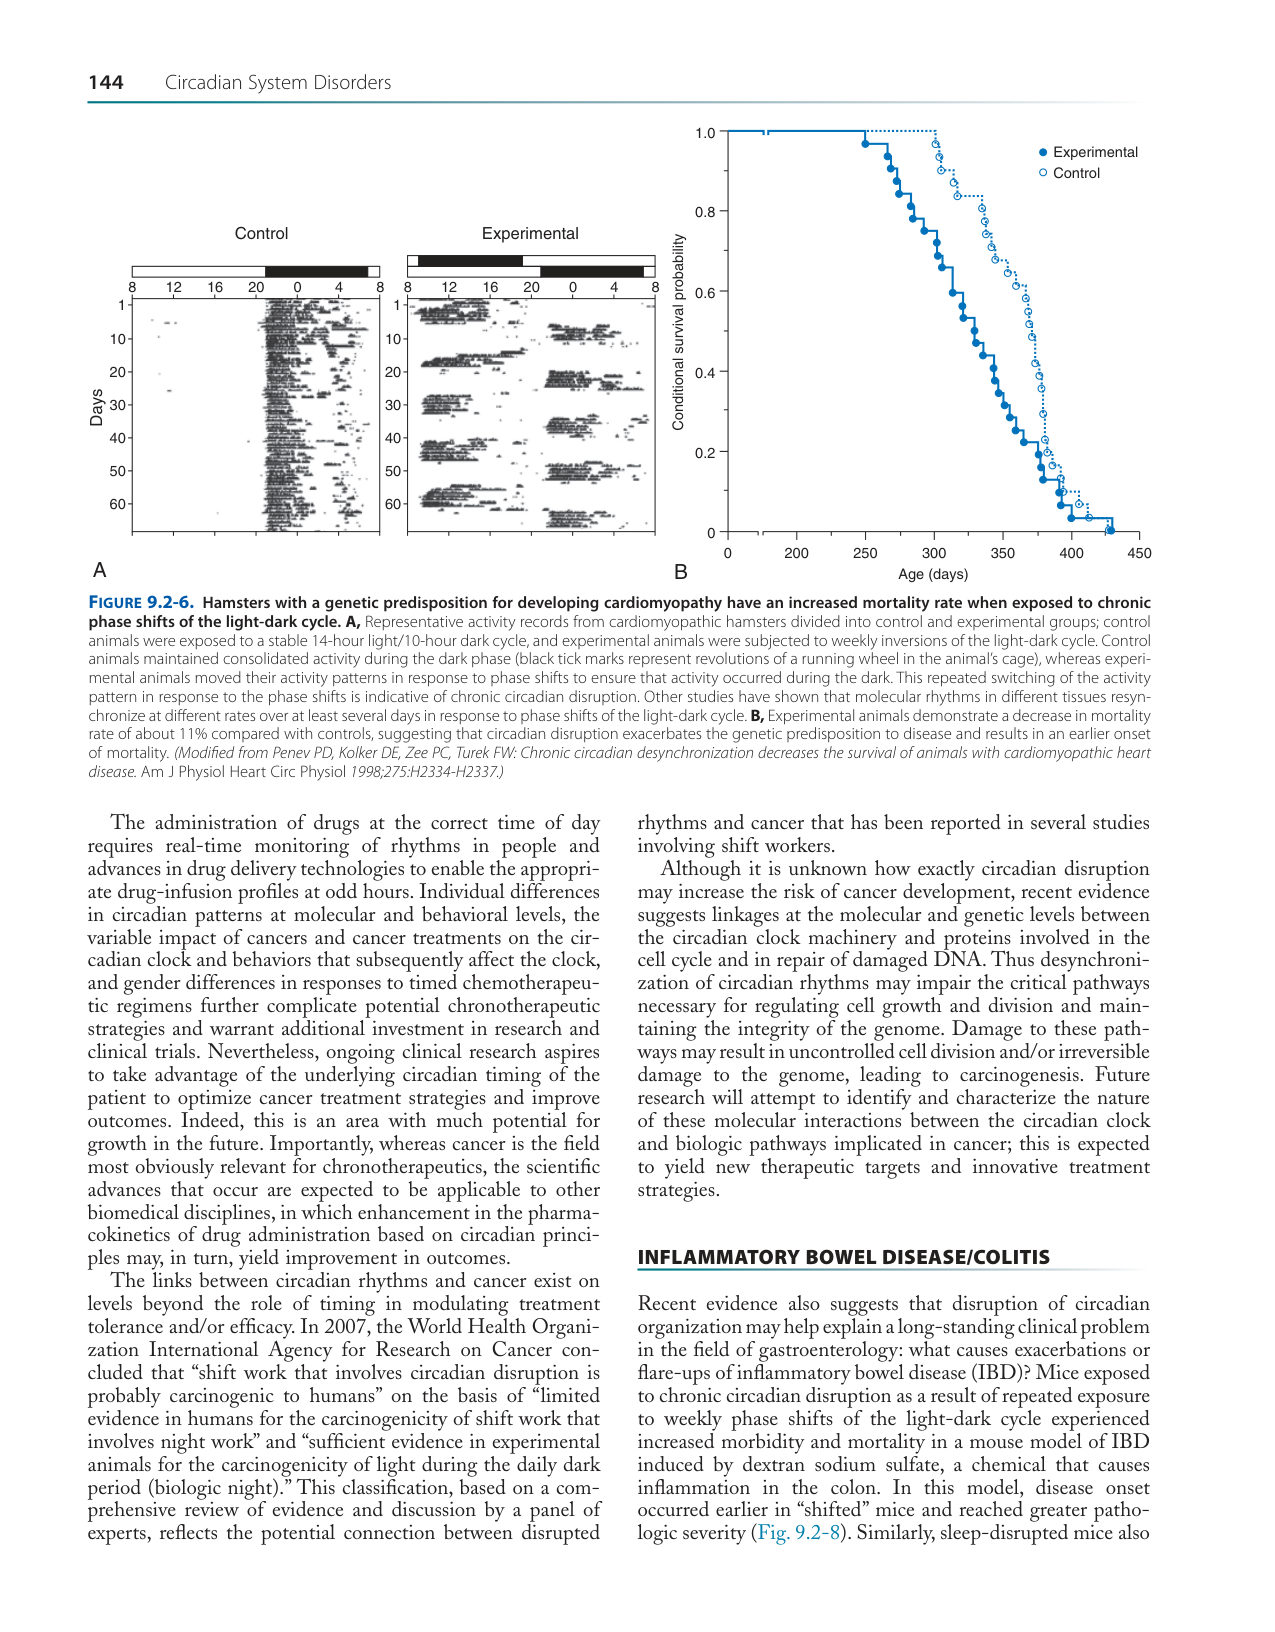 144 Circadian System Disorders
Control
8 12 16 20 0 4 8
Days
1
10
20
30
40
50
60
Experimental
8 12 16 20 0 4 8
1
10
20
30
40
50
60
A
Conditional survival probability
1.0
0.8
0.6
0.4
0.2
0
Experimental
Control
0 200 250 300 350 400 450
Age (days)
B
FIGURE 9.2-6. Hamsters with a genetic predisposition for developing cardiomyopathy have an increased mortality rate when exposed to chronic
phase shifts of the light-dark cycle. A, Representative activity records from cardiomyopathic hamsters divided into control and experimental groups; control
animals were exposed to a stable 14-hour light/10-hour dark cycle, and experimental animals were subjected to weekly inversions of the light-dark cycle. Control
animals maintained consolidated activity during the dark phase (black tick marks represent revolutions of a running wheel in the animal's cage), whereas experi-
mental animals moved their activity patterns in response to phase shifts to ensure that activity occurred during the dark. This repeated switching of the activity
pattern in response to the phase shifts is indicative of chronic circadian disruption. Other studies have shown that molecular rhythms in different tissues resyn-
chronize at different rates over at least several days in response to phase shifts of the light-dark cycle. B, Experimental animals demonstrate a decrease in mortality
rate of about 11% compared with controls, suggesting that circadian disruption exacerbates the genetic predisposition to disease and results in an earlier onset
of mortality. (Modified from Penev PD, Kolker DE, Zee PC, Turek FW: Chronic circadian desynchronization decreases the survival of animals with cardiomyopathic heart
disease. Am J Physiol Heart Circ Physiol 1998;275:H2334-H2337.)
The administration of drugs at the correct time of day
requires real-time monitoring of rhythms in people and
advances in drug delivery technologies to enable the appropri-
ate drug-infusion profiles at odd hours. Individual differences
in circadian patterns at molecular and behavioral levels, the
variable impact of cancers and cancer treatments on the cir-
cadian clock and behaviors that subsequently affect the clock,
and gender differences in responses to timed chemotherapeu-
tic regimens further complicate potential chronotherapeutic
strategies and warrant additional investment in research and
clinical trials. Nevertheless, ongoing clinical research aspires
to take advantage of the underlying circadian timing of the
patient to optimize cancer treatment strategies and improve
outcomes. Indeed, this is an area with much potential for
growth in the future. Importantly, whereas cancer is the field
most obviously relevant for chronotherapeutics, the scientific
advances that occur are expected to be applicable to other
biomedical disciplines, in which enhancement in the pharma-
cokinetics of drug administration based on circadian princi-
ples may, in turn, yield improvement in outcomes.
The links between circadian rhythms and cancer exist on
levels beyond the role of timing in modulating treatment
tolerance and/or efficacy. In 2007, the World Health Organi-
zation International Agency for Research on Cancer con-
cluded that “shift work that involves circadian disruption is
probably carcinogenic to humans” on the basis of “limited
evidence in humans for the carcinogenicity of shift work that
involves night work” and “sufficient evidence in experimental
animals for the carcinogenicity of light during the daily dark
period (biologic night).” This classification, based on a com-
prehensive review of evidence and discussion by a panel of
experts, reflects the potential connection between disrupted
rhythms and cancer that has been reported in several studies
involving shift workers.
Although it is unknown how exactly circadian disruption
may increase the risk of cancer development, recent evidence
suggests linkages at the molecular and genetic levels between
the circadian clock machinery and proteins involved in the
cell cycle and in repair of damaged DNA. Thus desynchroni-
zation of circadian rhythms may impair the critical pathways
necessary for regulating cell growth and division and main-
taining the integrity of the genome. Damage to these path-
ways may result in uncontrolled cell division and/or irreversible
damage to the genome, leading to carcinogenesis. Future
research will attempt to identify and characterize the nature
of these molecular interactions between the circadian clock
and biologic pathways implicated in cancer; this is expected
to yield new therapeutic targets and innovative treatment
strategies.
INFLAMMATORY BOWEL DISEASE/COLITIS
Recent evidence also suggests that disruption of circadian
organization may help explain a long-standing clinical problem
in the field of gastroenterology: what causes exacerbations or
flare-ups of inflammatory bowel disease (IBD)? Mice exposed
to chronic circadian disruption as a result of repeated exposure
to weekly phase shifts of the light-dark cycle experienced
increased morbidity and mortality in a mouse model of IBD
induced by dextran sodium sulfate, a chemical that causes
inflammation in the colon. In this model, disease onset
occurred earlier in “shifted” mice and reached greater patho-
logic severity (Fig. 9.2-8). Similarly, sleep-disrupted mice also